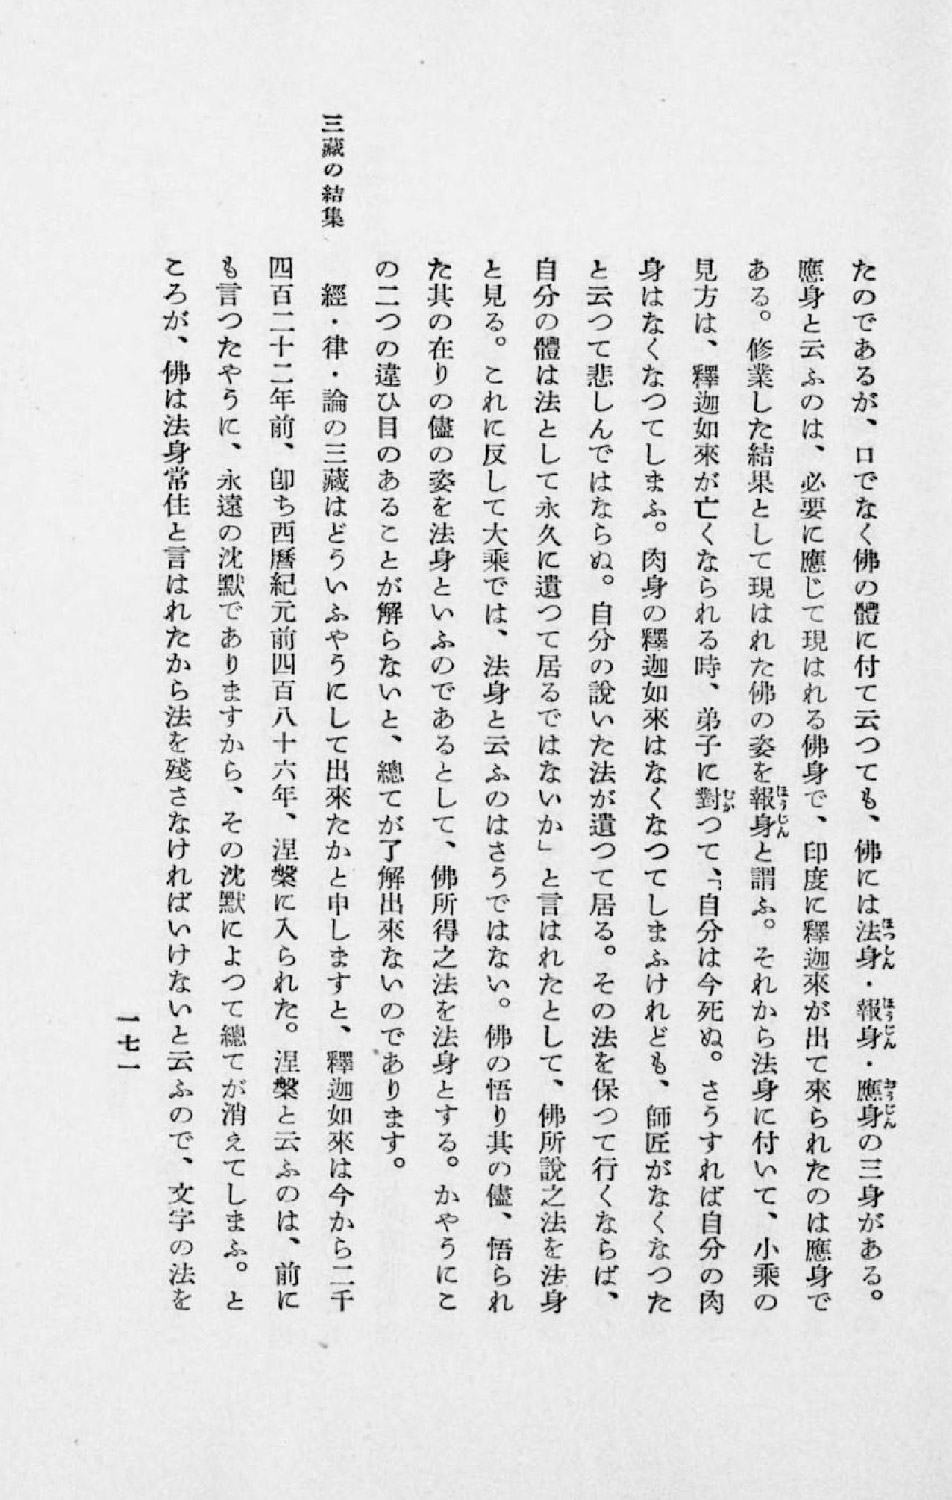 たのであるが、口でなく佛の體に付て云つても、佛には法身・報身・應身の三身がある。
應身と云ふのは、必要に應じて現はれる佛身で、印度に釋迦來が出て來られたのは應身で
ある。修業した結果として現はれた佛の姿を報身と謂ふ。それから法身に付いて、小乘の
見方は、釋迦如來が亡くなられる時、弟子に對つて、「自分は今死ぬ。さうすれば自分の肉
身はなくなつてしまふ。肉身の釋迦如來はなくなつてしまふけれども、師匠がなくなつた
と云つて悲しんではならぬ。自分の說いた法が遺つて居る。その法を保つて行くならば、
自分の體は法として永久に遺つて居るではないか」と言はれたとして、佛所說之法を法身
と見る。これに反して大乘では、法身と云ふのはさうではない。佛の悟り其の儘、悟られ
た其の在りの儘の姿を法身といふのであるとして、佛所得之法を法身とする。かやうにこ
の二つの違ひ目のあることが解らないと、總てが了解出來ないのであります。
三藏の結集
經・律・論の三藏はどういふやうにして出來たかと申しますと、釋迦如來は今から二千
四百二十二年前、卽ち西曆紀元前四百八十六年、涅槃に入られた。涅槃と云ふのは、前に
も言つたやうに、永遠の沈默でありますから、その沈默によつて總てが消えてしまふ。と
ころが、佛は法身常住と言はれたから法を殘さなければいけないと云ふので、文字の法を
一七一